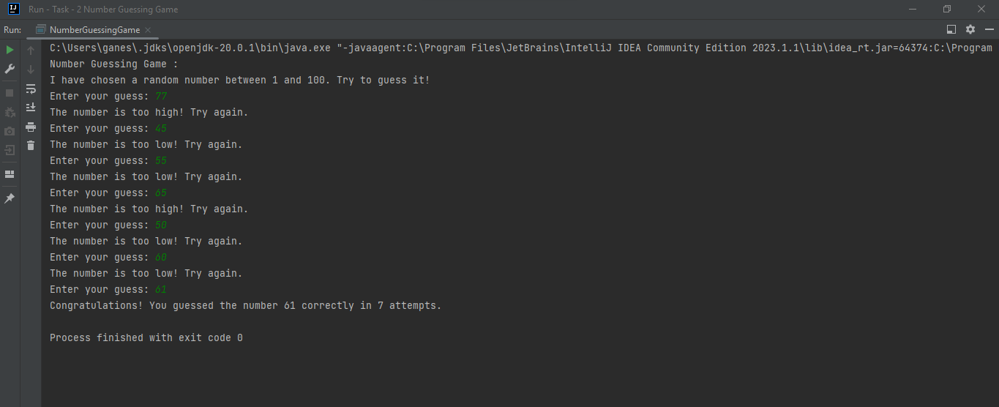 IJ Run - Task - 2 Number Guessing Game
Run: NumberGuessingGame
C:\Users\ganes\.jdks\openjdk-20.0.1\bin\java.exe "-javaagent:C:\Program Files\JetBrains\IntelliJ IDEA Community Edition 2023.1.1\lib\idea_rt.jar=64374:C:\Program
Number Guessing Game :
I have chosen a random number between 1 and 100. Try to guess it!
Enter your guess: 77
The number is too high! Try again.
Enter your guess: 45
The number is too low! Try again.
Enter your guess: 55
The number is too low! Try again.
Enter your guess: 65
The number is too high! Try again.
Enter your guess: 50
The number is too low! Try again.
Enter your guess: 60
The number is too low! Try again.
Enter your guess: 61
Congratulations! You guessed the number 61 correctly in 7 attempts.
Process finished with exit code 0